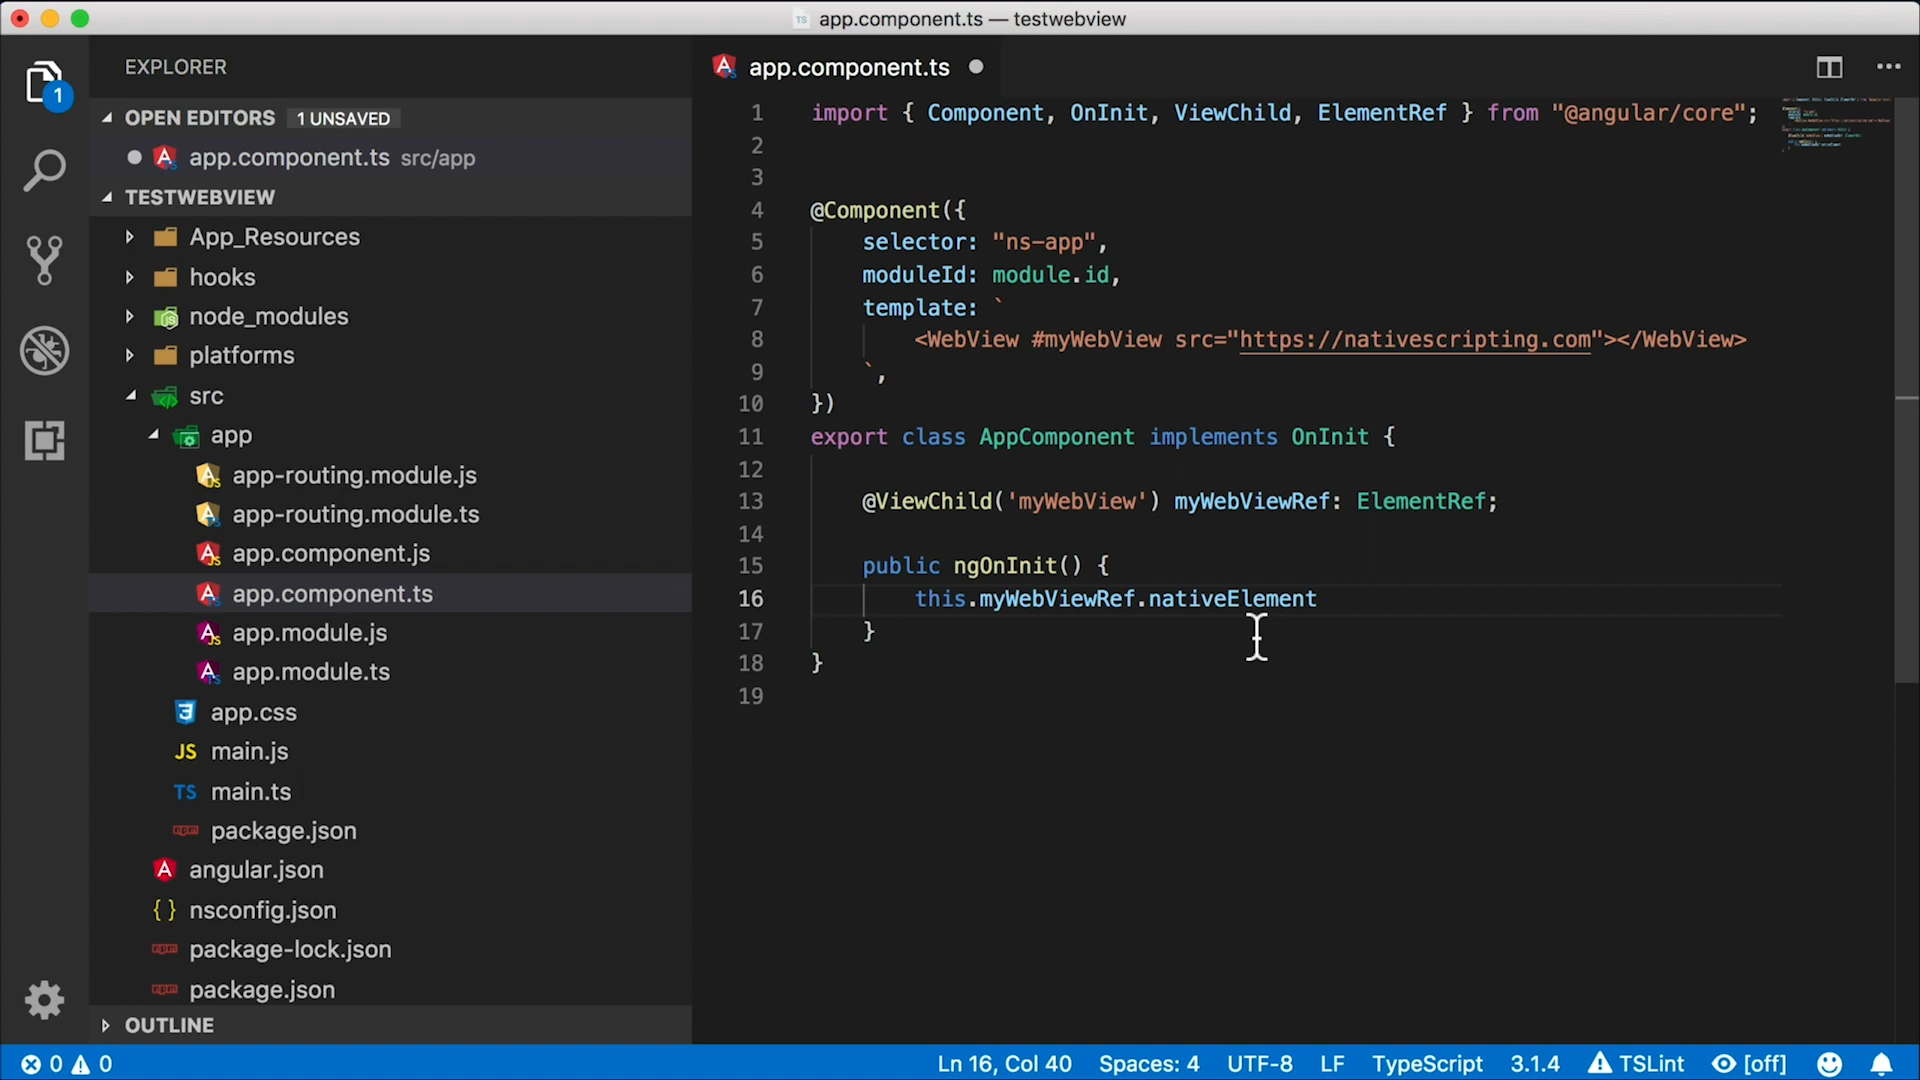 app.component.ts — testwebview
EXPLORER
OPEN EDITORS 1 UNSAVED
app.component.ts src/app
TESTWEBVIEW
App_Resources
hooks
node_modules
platforms
src
app
app-routing.module.js
app-routing.module.ts
app.component.js
app.component.ts
app.module.js
app.module.ts
app.css
JS main.js
TS main.ts
package.json
angular.json
{ } nsconfig.json
package-lock.json
package.json
OUTLINE
1
app.component.ts
1 import { Component, OnInit, ViewChild, ElementRef } from "@angular/core";
2
3
4 @Component({
5 selector: "ns-app",
6 moduleId: module.id,
7 template: `
8 <WebView #myWebView src="https://nativescripting.com"></WebView>
9 `,
10 })
11 export class AppComponent implements OnInit {
12
13 @ViewChild('myWebView') myWebViewRef: ElementRef;
14
15 public ngOnInit() {
16 this.myWebViewRef.nativeElement
17 }
18 }
19
0 0 Ln 16, Col 40 Spaces: 4 UTF-8 LF TypeScript 3.1.4 TSLint [off]